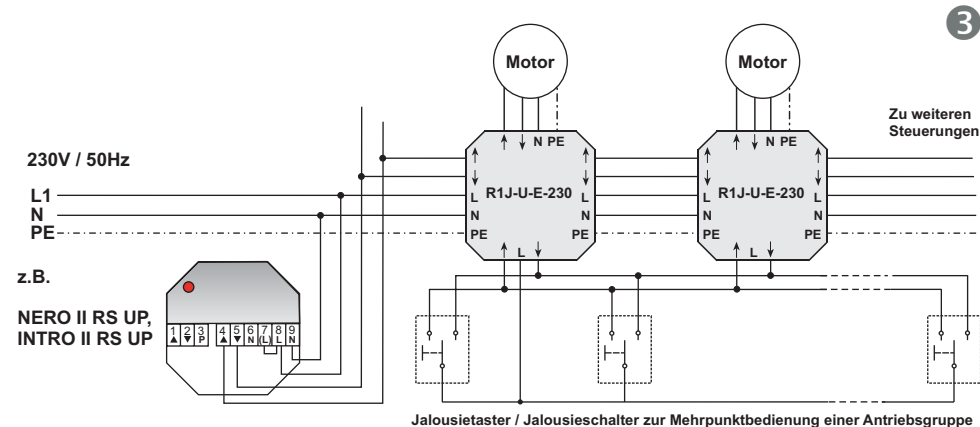 3
Motor
Motor
↑ ↓ N PE
↑ ↓ N PE
Zu weiteren
Steuerungen
230V / 50Hz
↑ ↑ ↑ ↑
↓ ↓ ↓ ↓
R1J-U-E-230
R1J-U-E-230
L1
L L L L
N
N N N N
PE
PE PE PE PE
↑ L ↓
↑ L ↓
z.B.
NERO II RS UP,
INTRO II RS UP
1 2 3 4 5 6 7 8 9
▲ ▼ P ▲ ▼ N (L) L N
Jalousietaster / Jalousieschalter zur Mehrpunktbedienung einer Antriebsgruppe